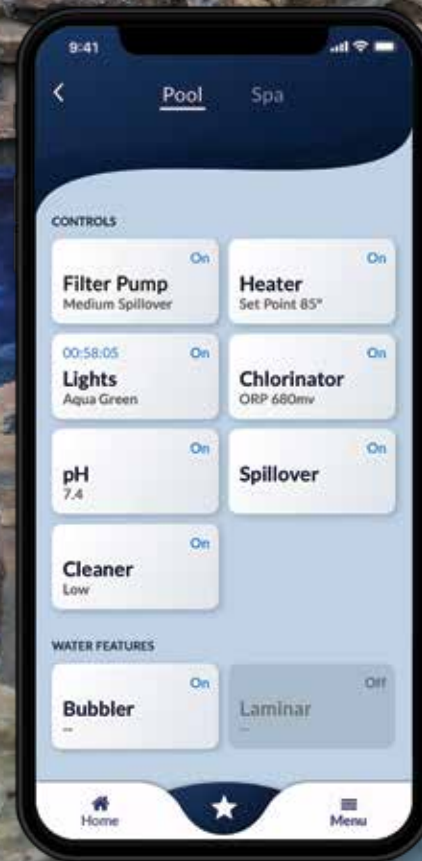 9:41
Pool Spa
CONTROLS
On
Filter Pump
Medium Spillover
On
Heater
Set Point 85°
00:58:05 On
Lights
Aqua Green
On
Chlorinator
ORP 680mv
On
pH
7.4
On
Spillover
On
Cleaner
Low
WATER FEATURES
On
Bubbler
--
Off
Laminar
--
Home
Menu